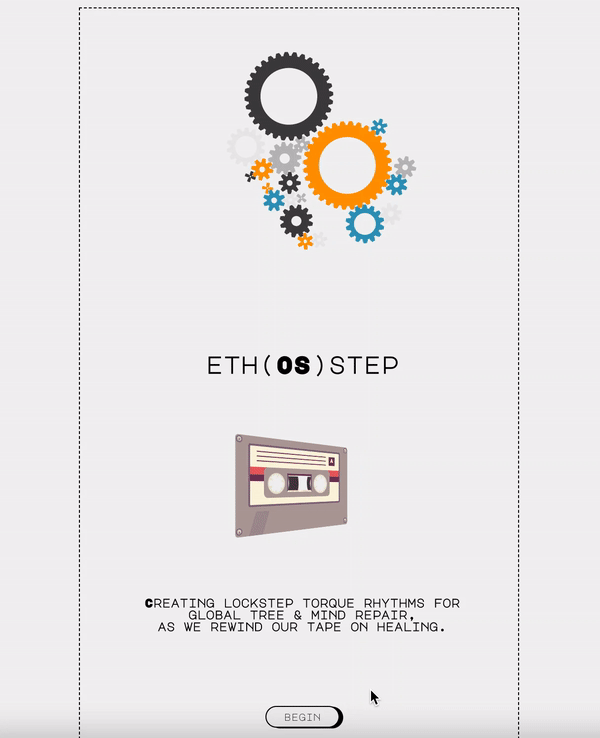 ETH(OS)STEP
A
CREATING LOCKSTEP TORQUE RHYTHMS FOR
GLOBAL TREE & MIND REPAIR,
AS WE REWIND OUR TAPE ON HEALING.
BEGIN